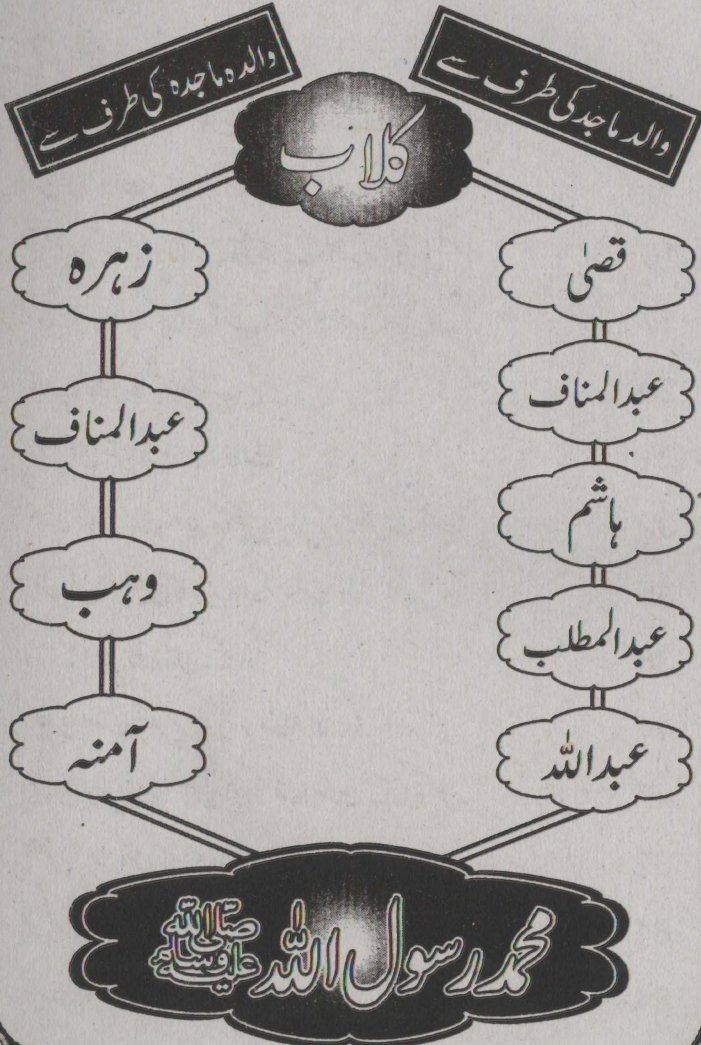 والد ماجد کی طرف سے
والدہ ماجدہ کی طرف سے
کلاب
قصیٰ
عبدالمناف
ہاشم
عبدالمطلب
عبداللہ
زہرہ
عبدالمناف
وہب
آمنہ
محمد رسول اللہ صلی اللہ علیہ وسلم